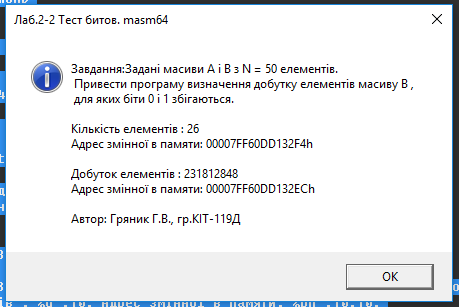 Лаб.2-2 Тест битов. masm64
Завдання:Задані масиви A і B з N = 50 елементів.
Привести програму визначення добутку елементів масиву B ,
для яких біти 0 і 1 збігаються.
Кількість елементів : 26
Адрес змінної в памяти: 00007FF60DD132F4h
Добуток елементів : 231812848
Адрес змінної в памяти: 00007FF60DD132ECh
Автор: Гряник Г.В., гр.КІТ-119Д
OK